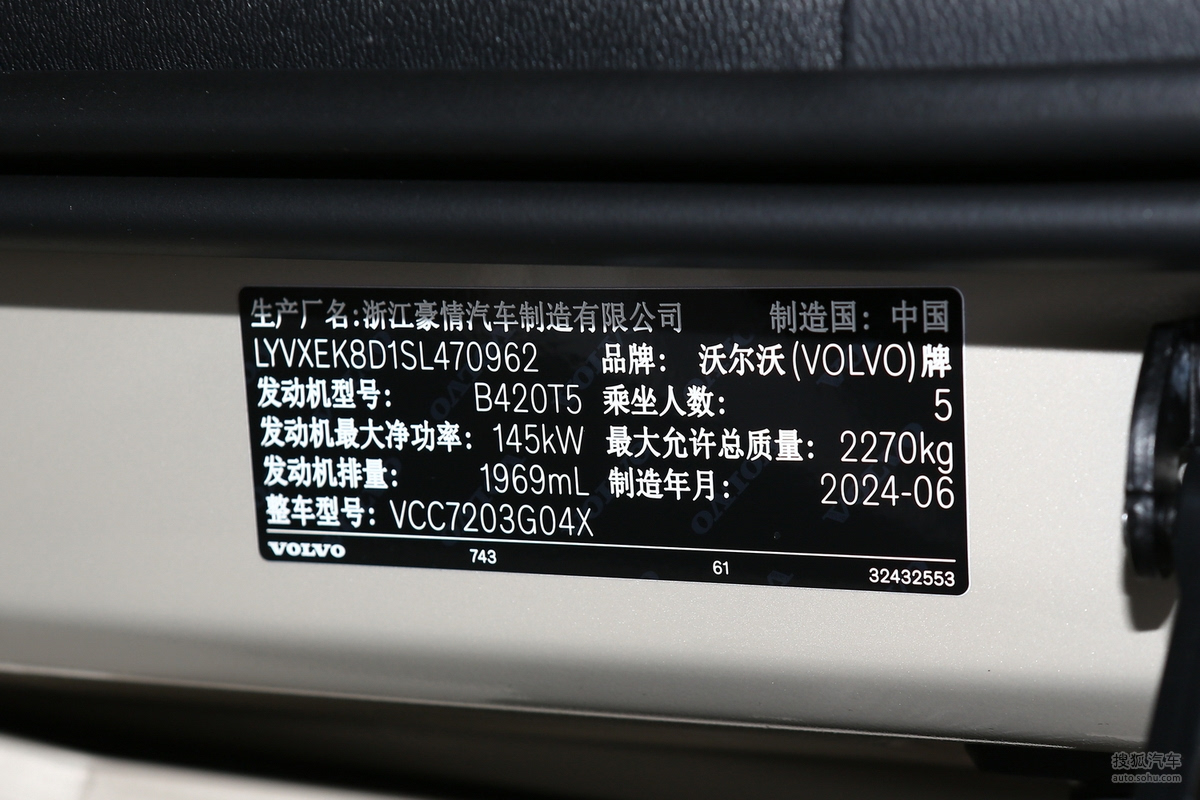 生产厂名:浙江豪情汽车制造有限公司 制造国：中国
LYVXEK8D1SL470962 品牌： 沃尔沃(VOLVO)牌
发动机型号： B420T5 乘坐人数： 5
发动机最大净功率： 145kW 最大允许总质量： 2270kg
发动机排量： 1969mL 制造年月： 2024-06
整车型号： VCC7203G04X
VOLVO 743 61 32432553
搜狐汽车
auto.sohu.com